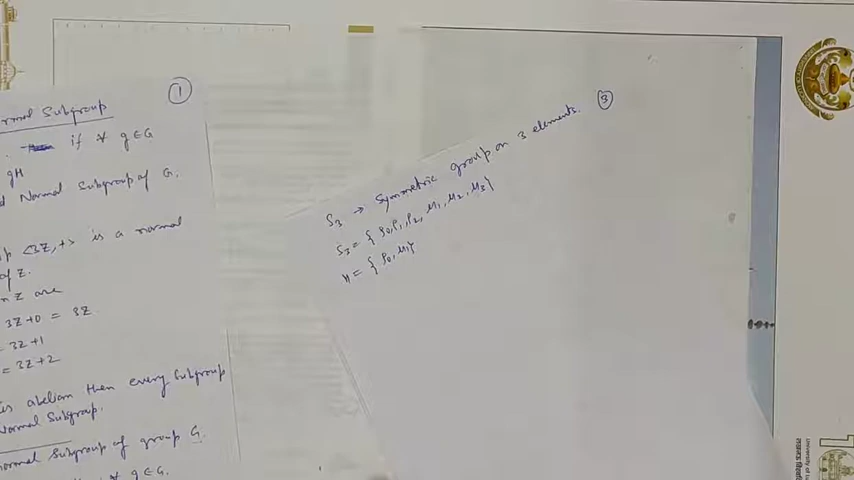 rmal Subgroup
①
if ∀ g∈G
gH
d Normal Subgroup of G.
p <3Z,+> is a normal
of Z.
n Z are
3Z+0 = 3Z
= 3Z+1
= 3Z+2
is abelian then every Subgroup
Normal Subgroup.
normal Subgroup of group G.
∀ g∈G.
③
S₃ → Symmetric group on 3 elements.
S₃ = { ρ₀, ρ₁, ρ₂, μ₁, μ₂, μ₃}
H = { ρ₀, μ₁}